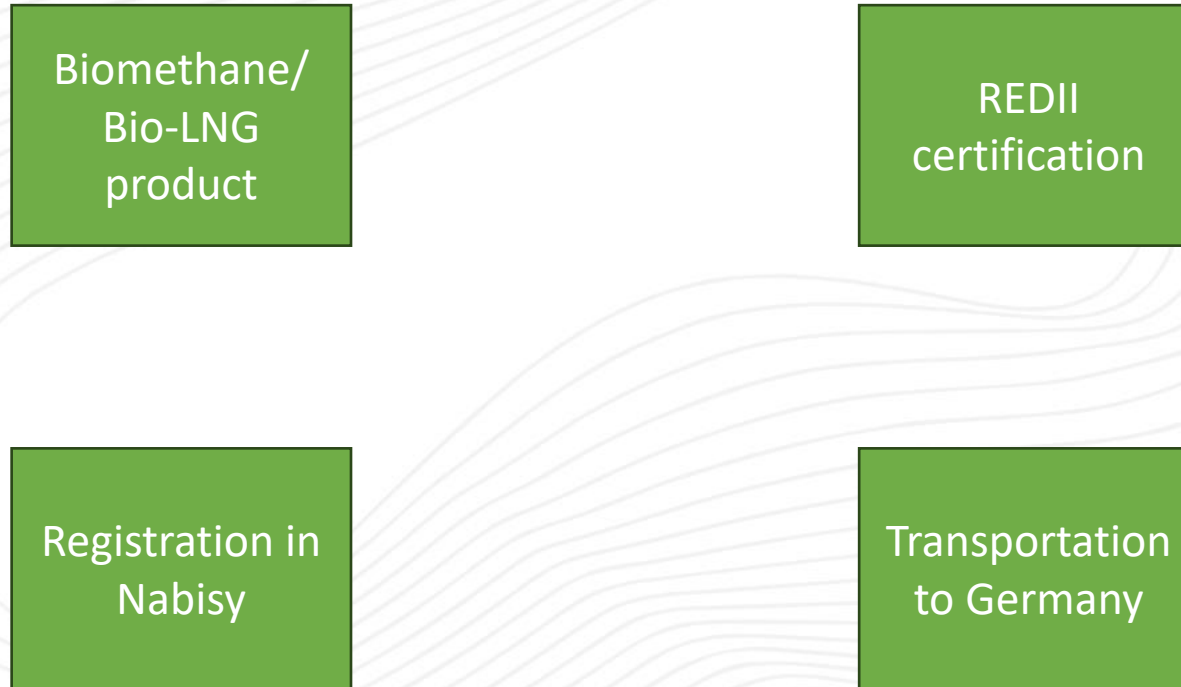 Biomethane/
Bio-LNG
product
REDII
certification
Registration in
Nabisy
Transportation
to Germany